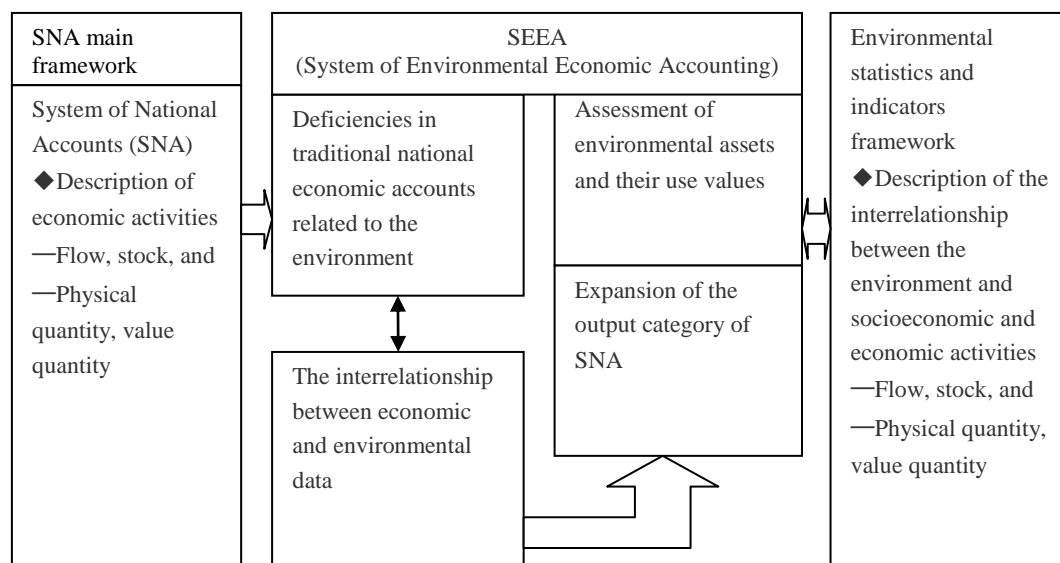 SNA main
framework
System of National
Accounts (SNA)
◆Description of
economic activities
—Flow, stock, and
—Physical
quantity, value
quantity
SEEA
(System of Environmental Economic Accounting)
Deficiencies in
traditional national
economic accounts
related to the
environment
The interrelationship
between economic
and environmental
data
Assessment of
environmental assets
and their use values
Expansion of the
output category of
SNA
Environmental
statistics and
indicators
framework
◆Description of the
interrelationship
between the
environment and
socioeconomic and
economic activities
—Flow, stock, and
—Physical quantity,
value quantity